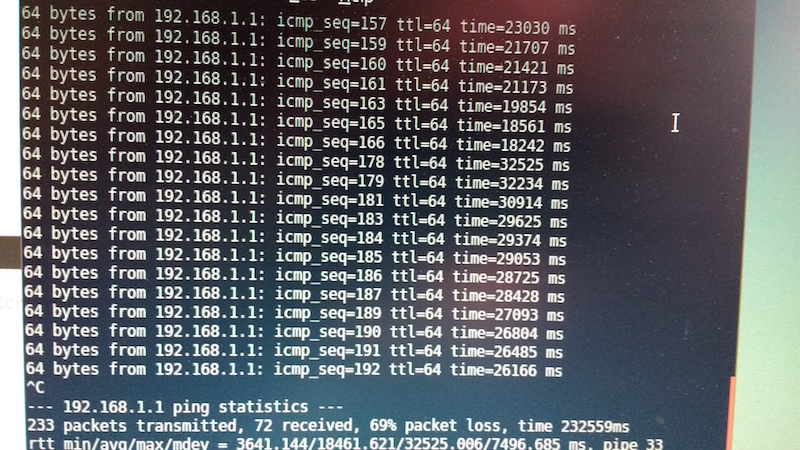 64 bytes from 192.168.1.1: icmp_seq=157 ttl=64 time=23030 ms
64 bytes from 192.168.1.1: icmp_seq=159 ttl=64 time=21707 ms
64 bytes from 192.168.1.1: icmp_seq=160 ttl=64 time=21421 ms
64 bytes from 192.168.1.1: icmp_seq=161 ttl=64 time=21173 ms
64 bytes from 192.168.1.1: icmp_seq=163 ttl=64 time=19854 ms
64 bytes from 192.168.1.1: icmp_seq=165 ttl=64 time=18561 ms
64 bytes from 192.168.1.1: icmp_seq=166 ttl=64 time=18242 ms
64 bytes from 192.168.1.1: icmp_seq=178 ttl=64 time=32525 ms
64 bytes from 192.168.1.1: icmp_seq=179 ttl=64 time=32234 ms
64 bytes from 192.168.1.1: icmp_seq=181 ttl=64 time=30914 ms
64 bytes from 192.168.1.1: icmp_seq=183 ttl=64 time=29625 ms
64 bytes from 192.168.1.1: icmp_seq=184 ttl=64 time=29374 ms
64 bytes from 192.168.1.1: icmp_seq=185 ttl=64 time=29053 ms
64 bytes from 192.168.1.1: icmp_seq=186 ttl=64 time=28725 ms
64 bytes from 192.168.1.1: icmp_seq=187 ttl=64 time=28428 ms
64 bytes from 192.168.1.1: icmp_seq=189 ttl=64 time=27093 ms
64 bytes from 192.168.1.1: icmp_seq=190 ttl=64 time=26804 ms
64 bytes from 192.168.1.1: icmp_seq=191 ttl=64 time=26485 ms
64 bytes from 192.168.1.1: icmp_seq=192 ttl=64 time=26166 ms
^C
--- 192.168.1.1 ping statistics ---
233 packets transmitted, 72 received, 69% packet loss, time 232559ms
rtt min/avg/max/mdev = 3641.144/18461.621/32525.006/7496.685 ms, pipe 33